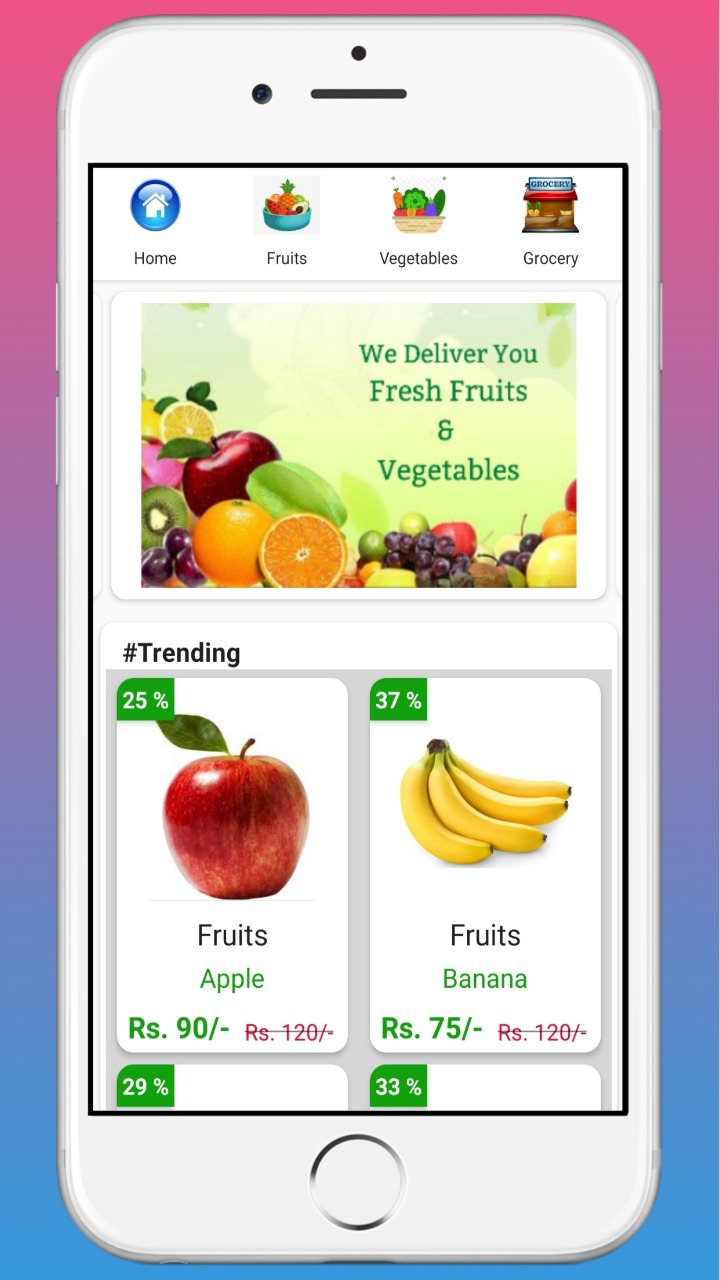 GROCERY
Home
Fruits
Vegetables
Grocery
We Deliver You
Fresh Fruits
&
Vegetables
#Trending
25 %
37 %
Fruits
Fruits
Apple
Banana
Rs. 90/- Rs. 120/-
Rs. 75/- Rs. 120/-
29 %
33 %